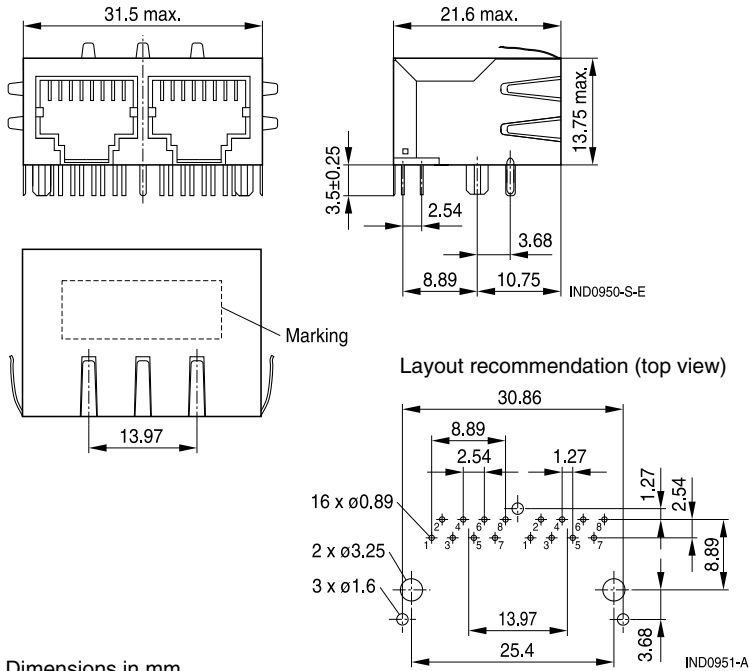 31.5 max.
21.6 max.
13.75 max.
3.5±0.25
2.54
3.68
8.89
10.75
IND0950-S-E
Marking
13.97
Layout recommendation (top view)
30.86
8.89
2.54
1.27
1.27
2.54
16 x ø0.89
2 4 6 8 2 4 6 8
1 3 5 7 1 3 5 7
8.89
2 x ø3.25
3 x ø1.6
13.97
25.4
3.68
IND0951-A
Dimensions in mm